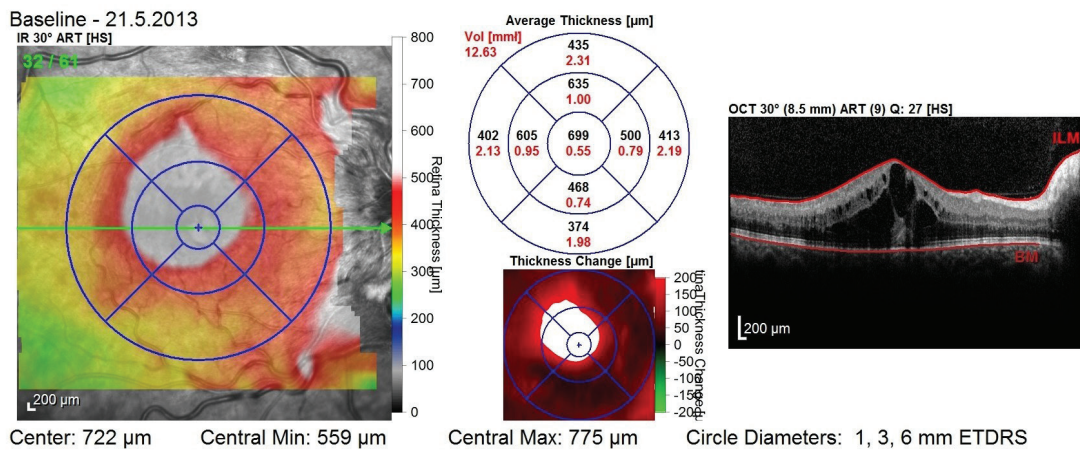 Baseline - 21.5.2013
IR 30° ART [HS]
32 / 61
200 µm
800
700
600
500
400
300
200
100
0
Retina Thickness [µm]
Average Thickness [µm]
Vol [mm³]
12.63
435
2.31
635
1.00
402 605 699 500 413
2.13 0.95 0.55 0.79 2.19
468
0.74
374
1.98
Thickness Change [µm]
200
150
100
50
0
-50
-100
-150
-200
OCT 30° (8.5 mm) ART (9) Q: 27 [HS]
ILM
BM
200 µm
Center: 722 µm Central Min: 559 µm Central Max: 775 µm Circle Diameters: 1, 3, 6 mm ETDRS